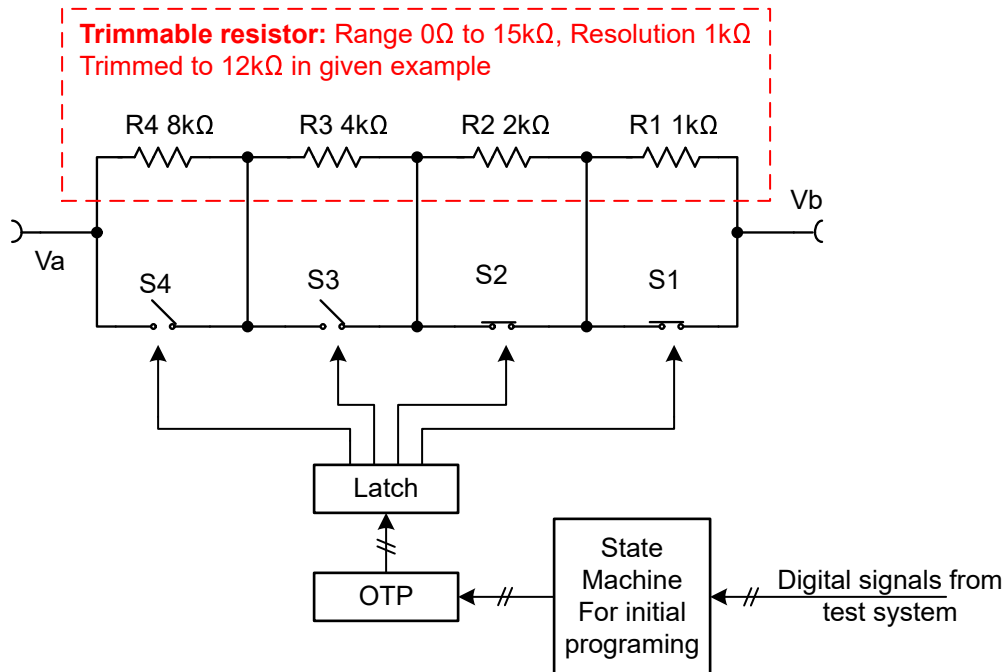 Trimmable resistor: Range 0Ω to 15kΩ, Resolution 1kΩ
Trimmed to 12kΩ in given example
R4 8kΩ
R3 4kΩ
R2 2kΩ
R1 1kΩ
Va
Vb
S4
S3
S2
S1
Latch
OTP
State
Machine
For initial
programing
Digital signals from
test system